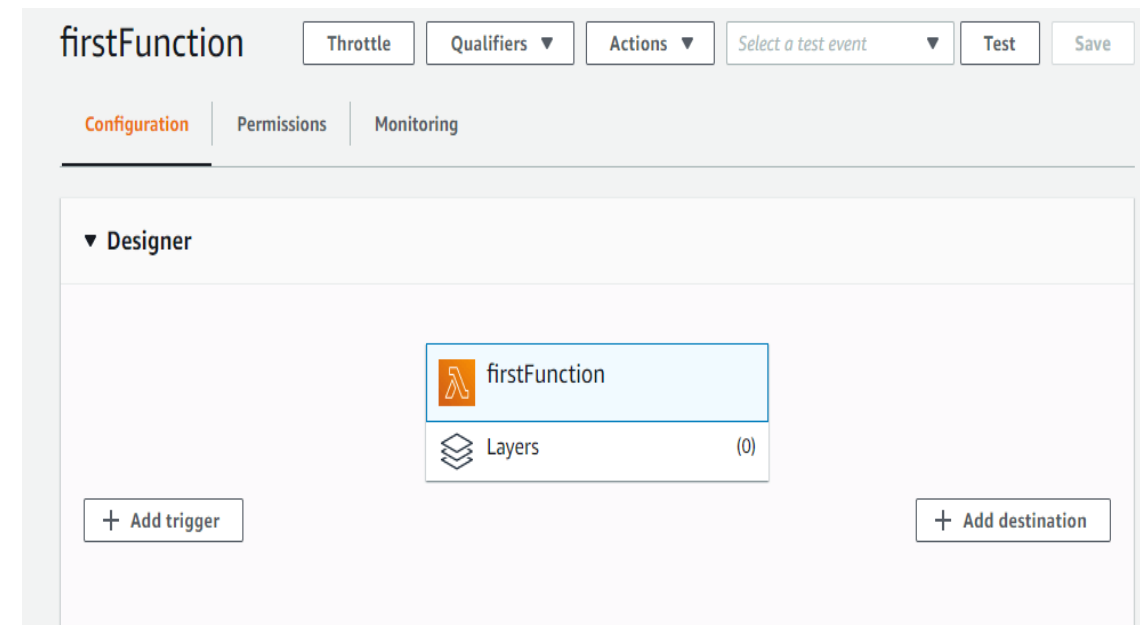 firstFunction Throttle Qualifiers Actions Select a test event Test Save
Configuration Permissions Monitoring
Designer
firstFunction
Layers (0)
+ Add trigger + Add destination